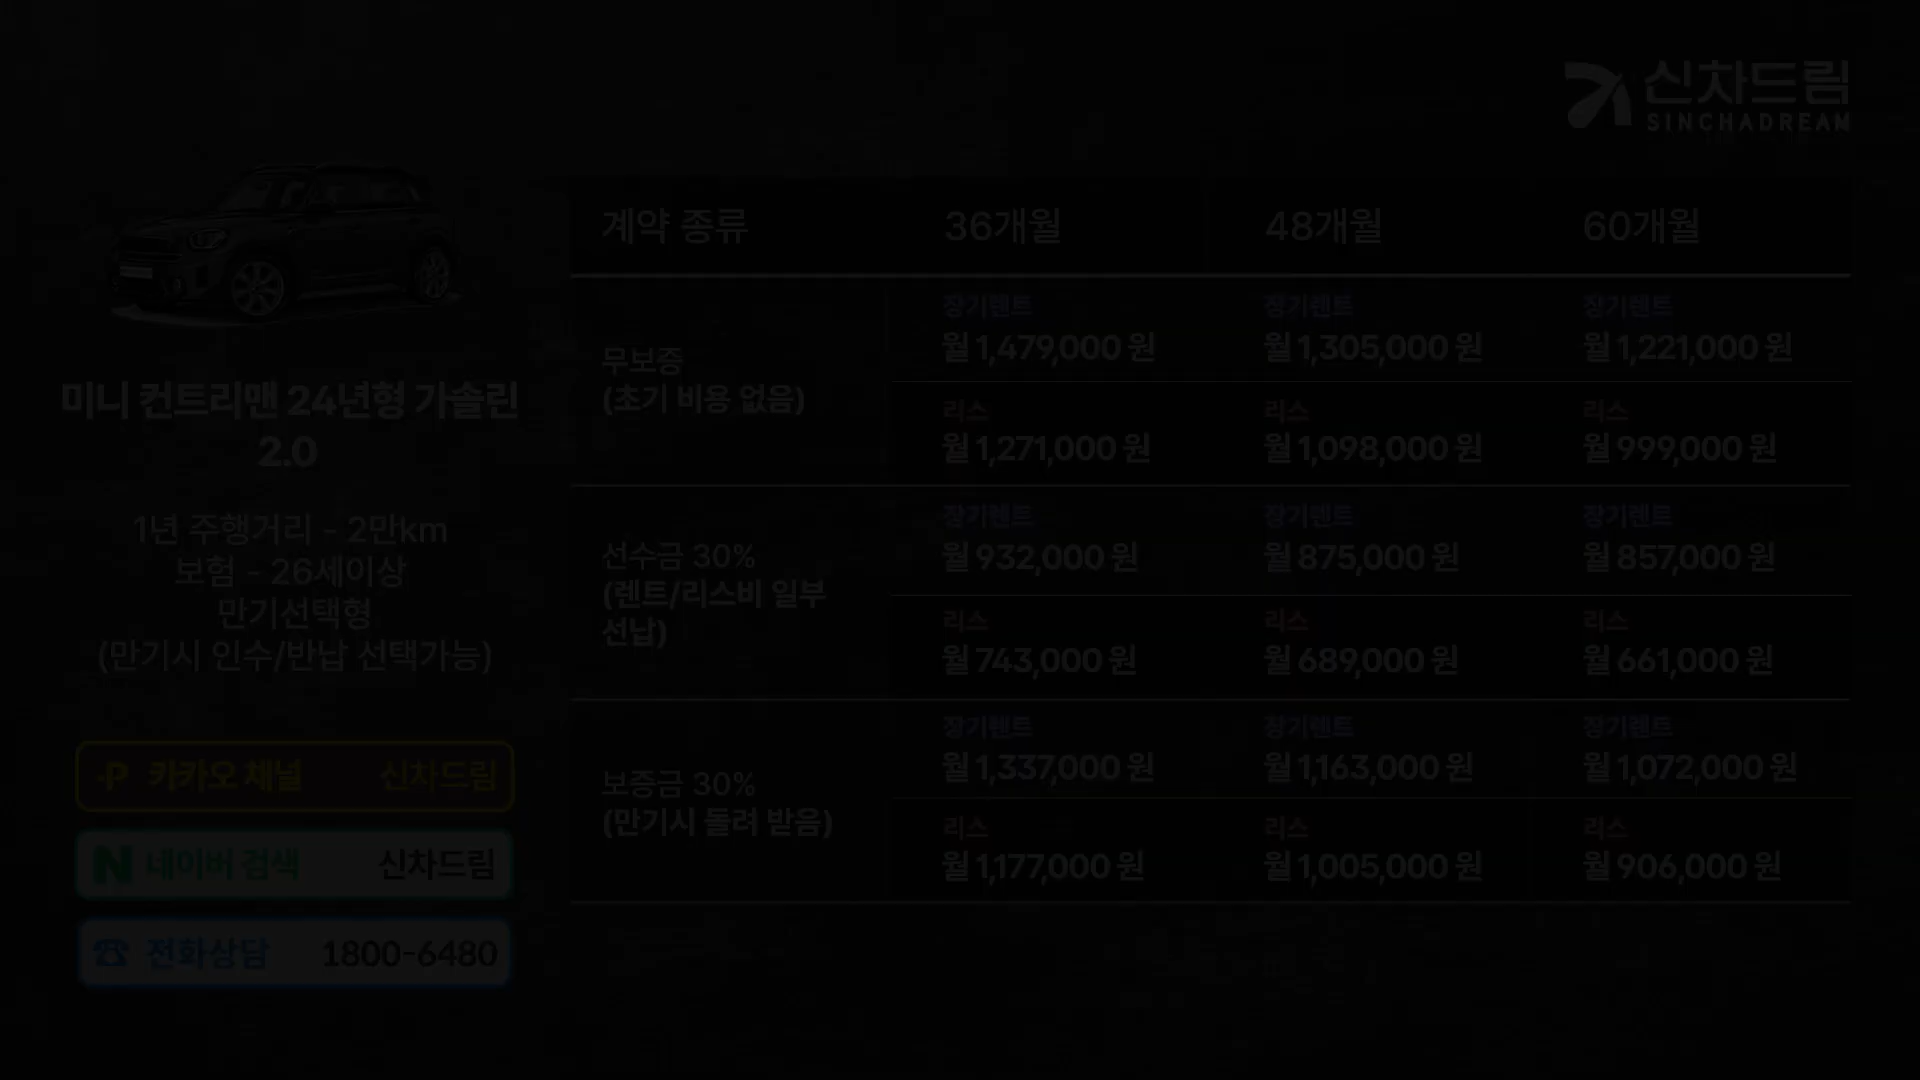 신차드림
SINCHADREAM
미니 컨트리맨 24년형 가솔린
2.0
1년 주행거리 - 2만km
보험 - 26세이상
만기선택형
(만기시 인수/반납 선택가능)
·P 카카오 채널 신차드림
N 네이버 검색 신차드림
☎ 전화상담 1800-6480
계약 종류 36개월 48개월 60개월
무보증
(초기 비용 없음)
장기렌트 장기렌트 장기렌트
월 1,479,000 원 월 1,305,000 원 월 1,221,000 원
리스 리스 리스
월 1,271,000 원 월 1,098,000 원 월 999,000 원
선수금 30%
(렌트/리스비 일부
선납)
장기렌트 장기렌트 장기렌트
월 932,000 원 월 875,000 원 월 857,000 원
리스 리스 리스
월 743,000 원 월 689,000 원 월 661,000 원
보증금 30%
(만기시 돌려 받음)
장기렌트 장기렌트 장기렌트
월 1,337,000 원 월 1,163,000 원 월 1,072,000 원
리스 리스 리스
월 1,177,000 원 월 1,005,000 원 월 906,000 원